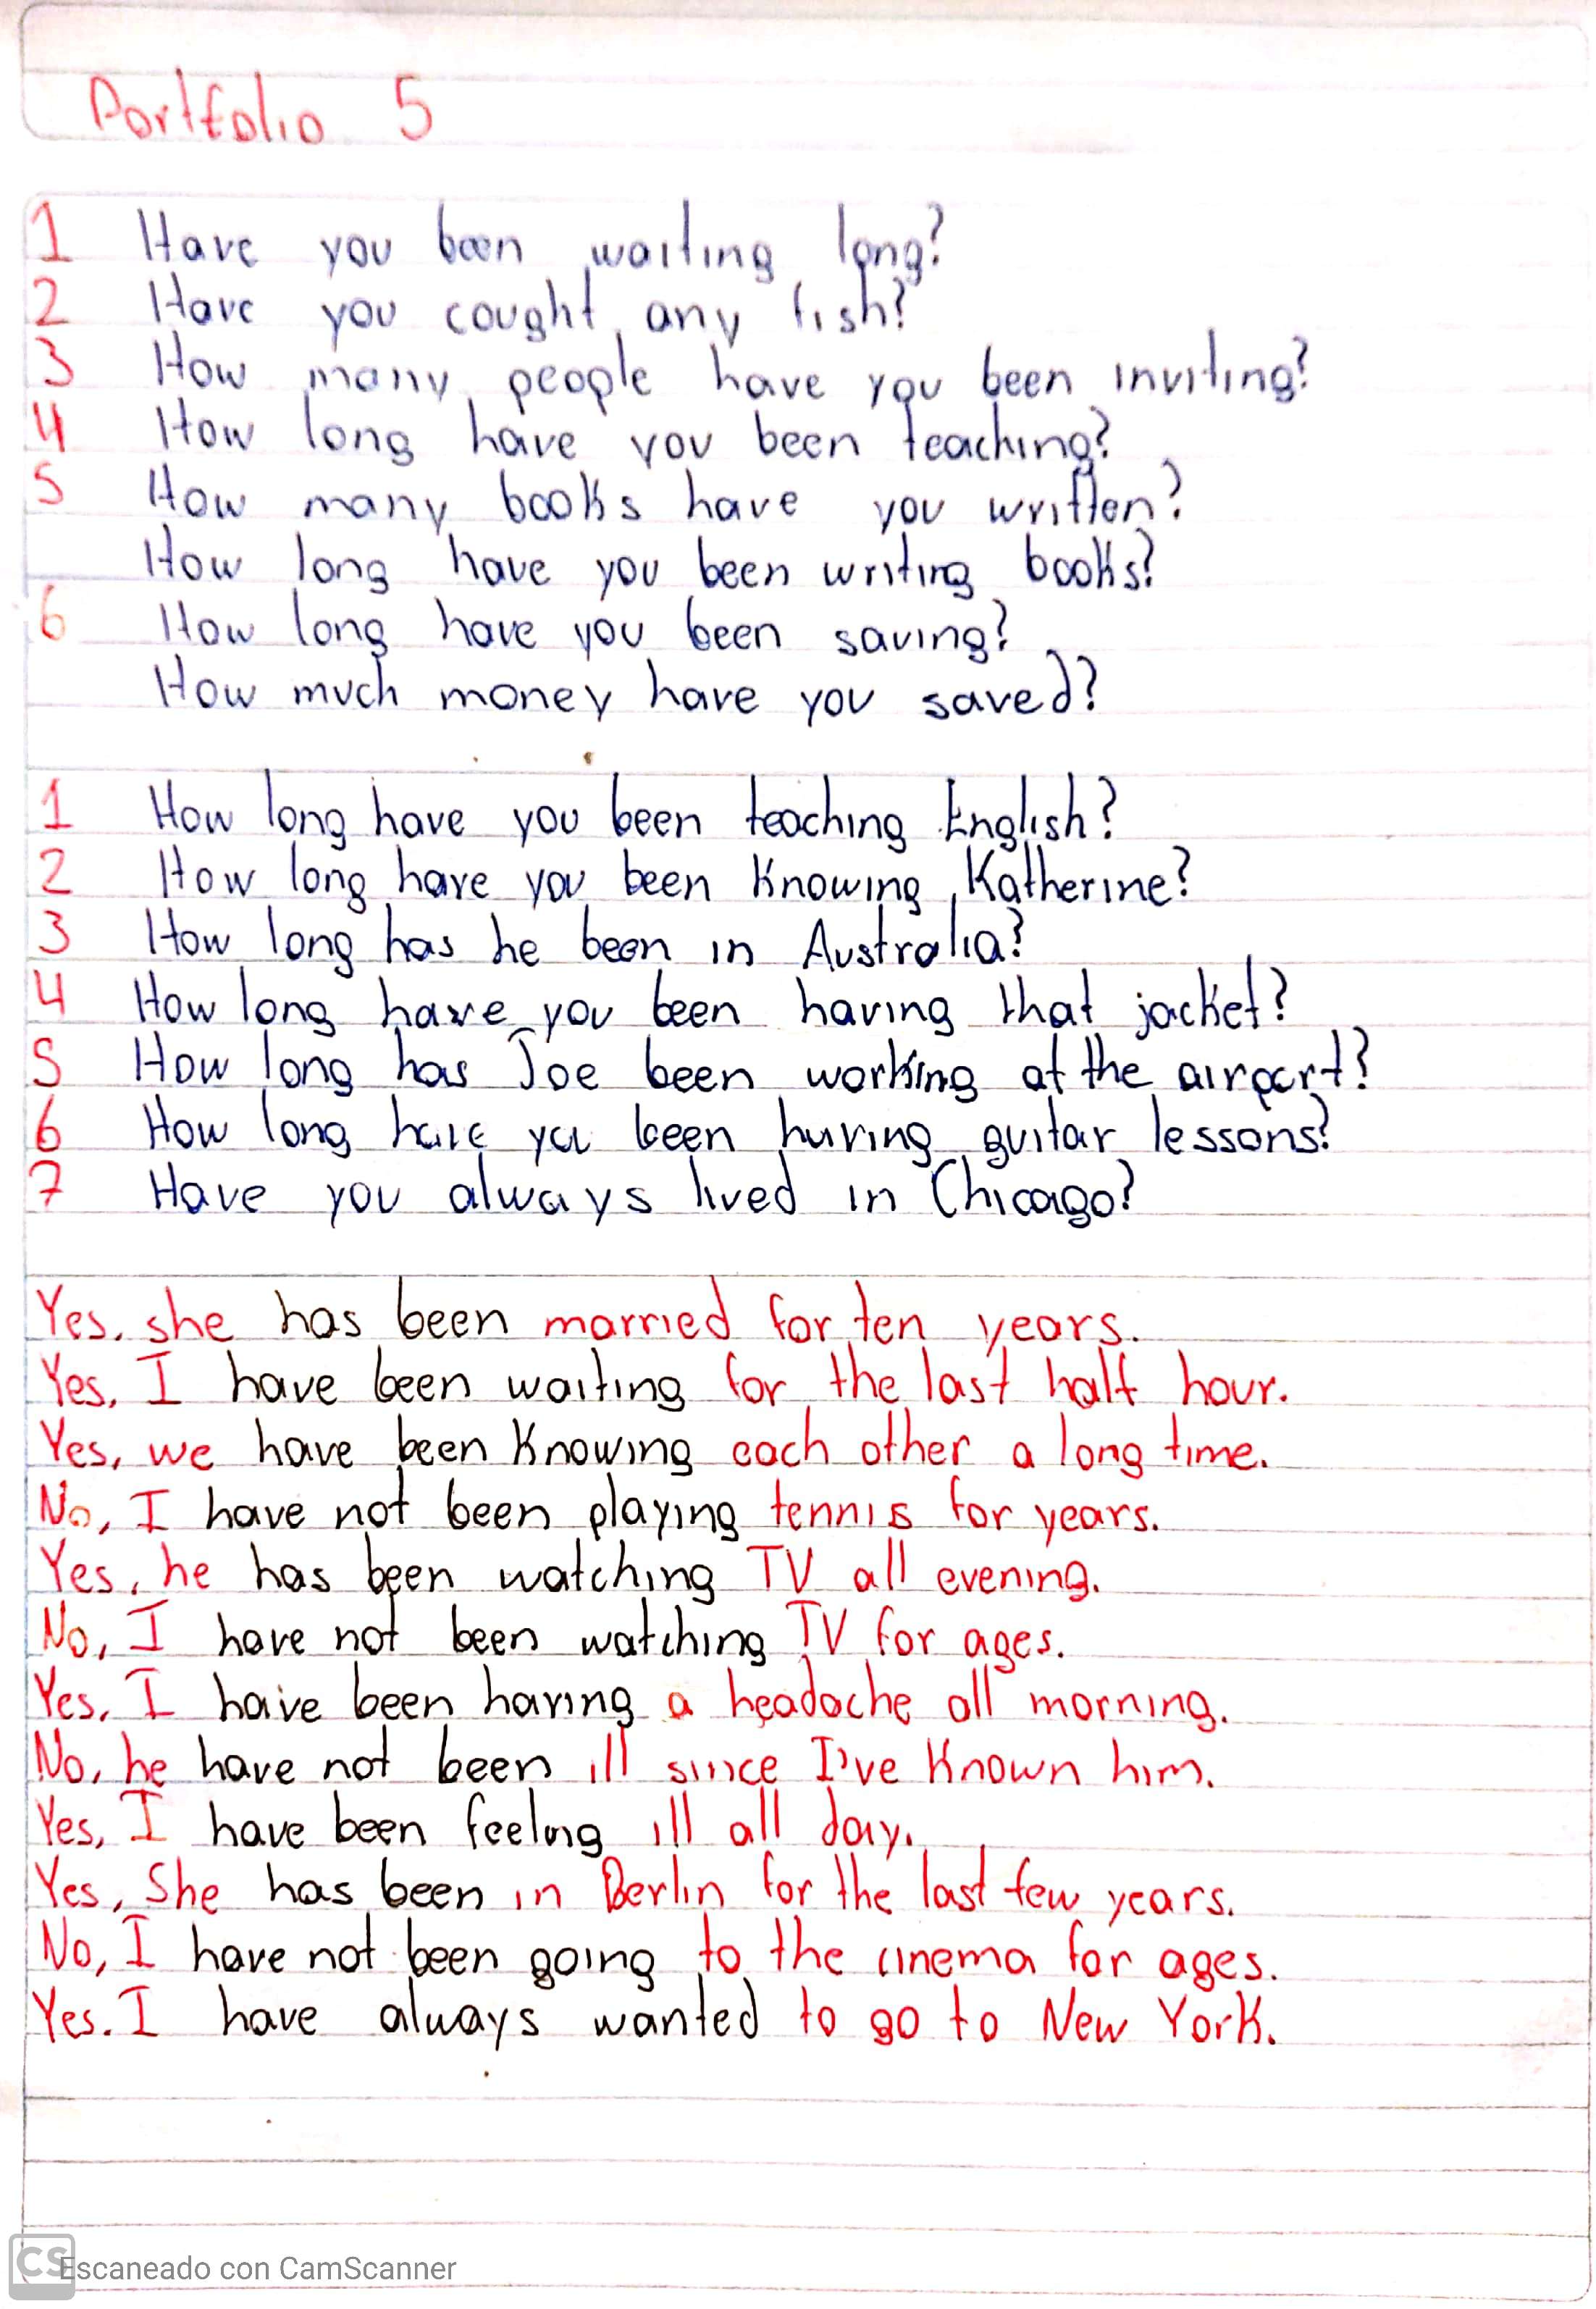 Portfolio 5
1 Have you been waiting long?
2 Have you cought any fish?
3 How many people have you been inviting?
4 How long have you been teaching?
5 How many books have you written?
How long have you been writing books?
6 How long have you been saving?
How much money have you saved?
1 How long have you been teaching English?
2 How long have you been knowing Katherine?
3 How long has he been in Australia?
4 How long have you been having that jacket?
5 How long has Joe been working at the airport?
6 How long have you been having guitar lessons?
7 Have you always lived in Chicago?
Yes. she has been married for ten years.
Yes, I have been waiting for the last half hour.
Yes, we have been knowing each other a long time.
No, I have not been playing tennis for years.
Yes, he has been watching TV all evening.
No, I have not been watching TV for ages.
Yes, I have been having a headache all morning.
No, he have not been ill since I've known him.
Yes, I have been feeling ill all day.
Yes, She has been in Berlin for the last few years.
No, I have not been going to the cinema for ages.
Yes. I have always wanted to go to New York.
CS Escaneado con CamScanner